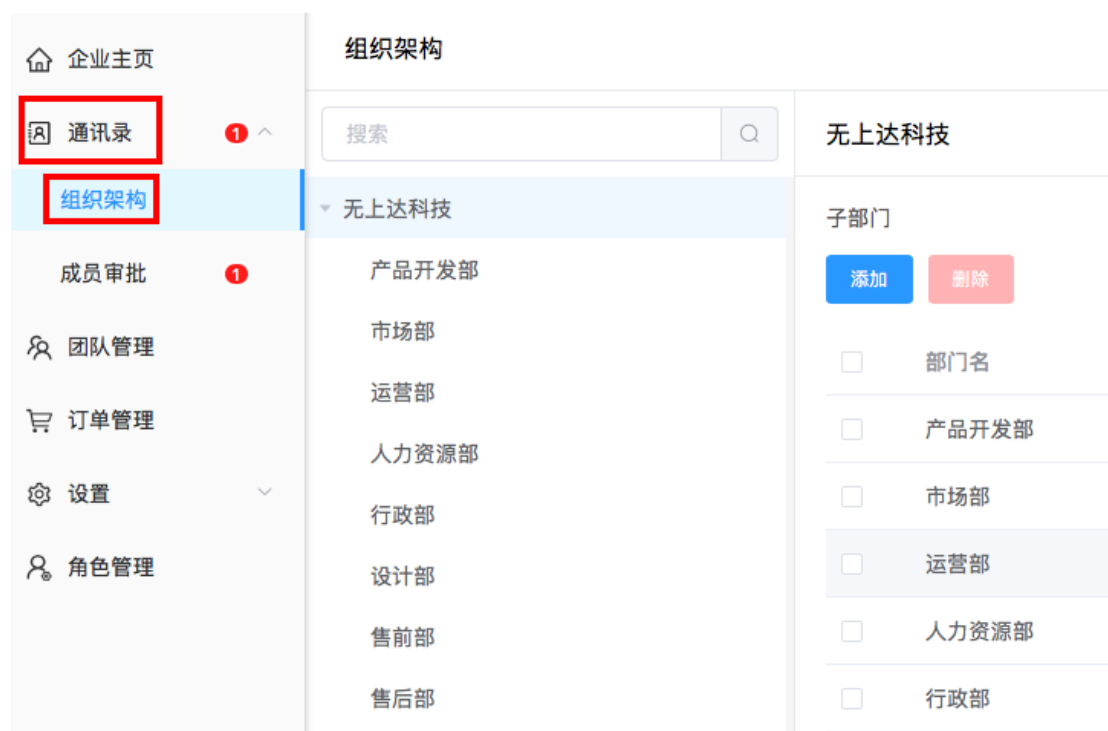 企业主页
通讯录
1
组织架构
成员审批
1
团队管理
订单管理
设置
角色管理
组织架构
搜索
无上达科技
产品开发部
市场部
运营部
人力资源部
行政部
设计部
售前部
售后部
无上达科技
子部门
添加 删除
部门名
产品开发部
市场部
运营部
人力资源部
行政部